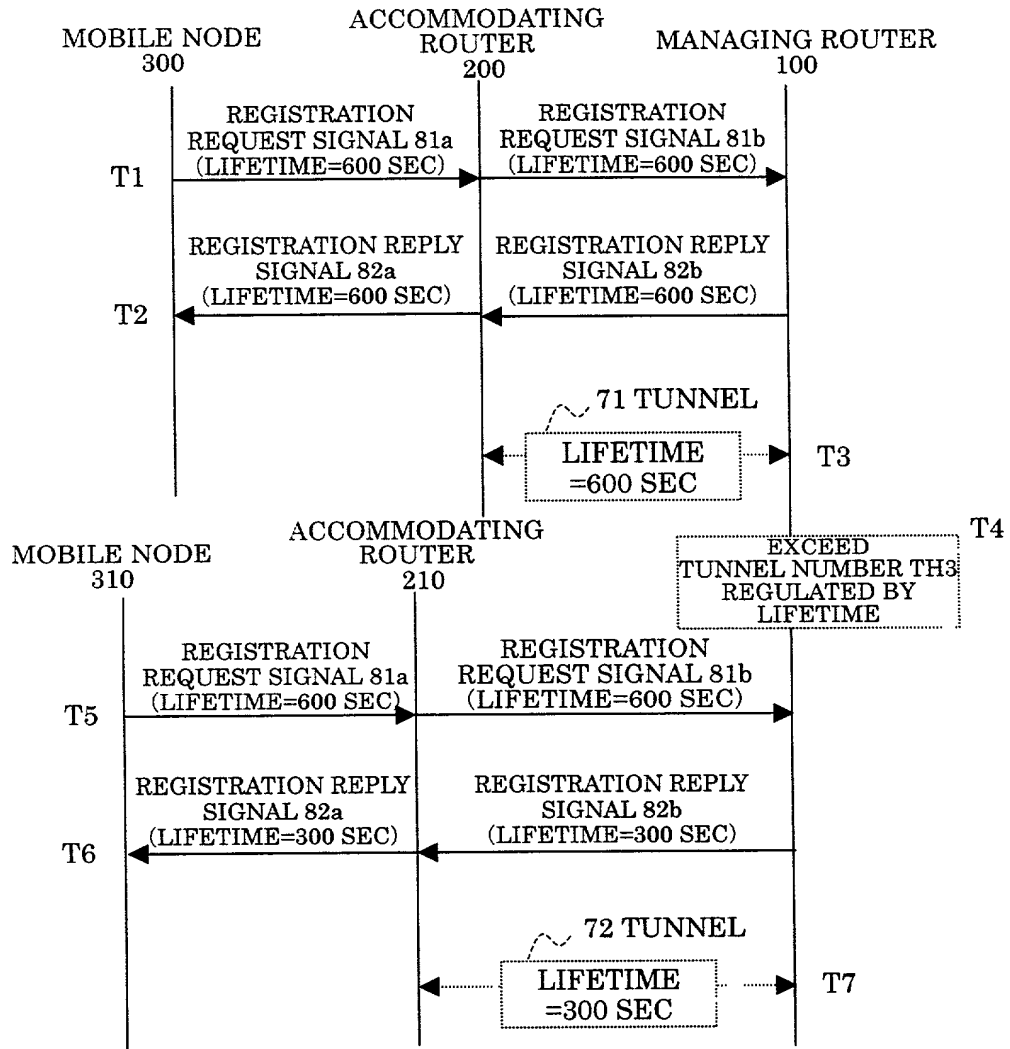 MOBILE NODE
300
ACCOMMODATING
ROUTER
200
MANAGING ROUTER
100
REGISTRATION
REQUEST SIGNAL 81a
(LIFETIME=600 SEC)
REGISTRATION
REQUEST SIGNAL 81b
(LIFETIME=600 SEC)
T1
REGISTRATION REPLY
SIGNAL 82a
(LIFETIME=600 SEC)
REGISTRATION REPLY
SIGNAL 82b
(LIFETIME=600 SEC)
T2
71 TUNNEL
LIFETIME
=600 SEC
T3
T4
EXCEED
TUNNEL NUMBER TH3
REGULATED BY
LIFETIME
MOBILE NODE
310
ACCOMMODATING
ROUTER
210
REGISTRATION
REQUEST SIGNAL 81a
(LIFETIME=600 SEC)
REGISTRATION
REQUEST SIGNAL 81b
(LIFETIME=600 SEC)
T5
REGISTRATION REPLY
SIGNAL 82a
(LIFETIME=300 SEC)
REGISTRATION REPLY
SIGNAL 82b
(LIFETIME=300 SEC)
T6
72 TUNNEL
LIFETIME
=300 SEC
T7